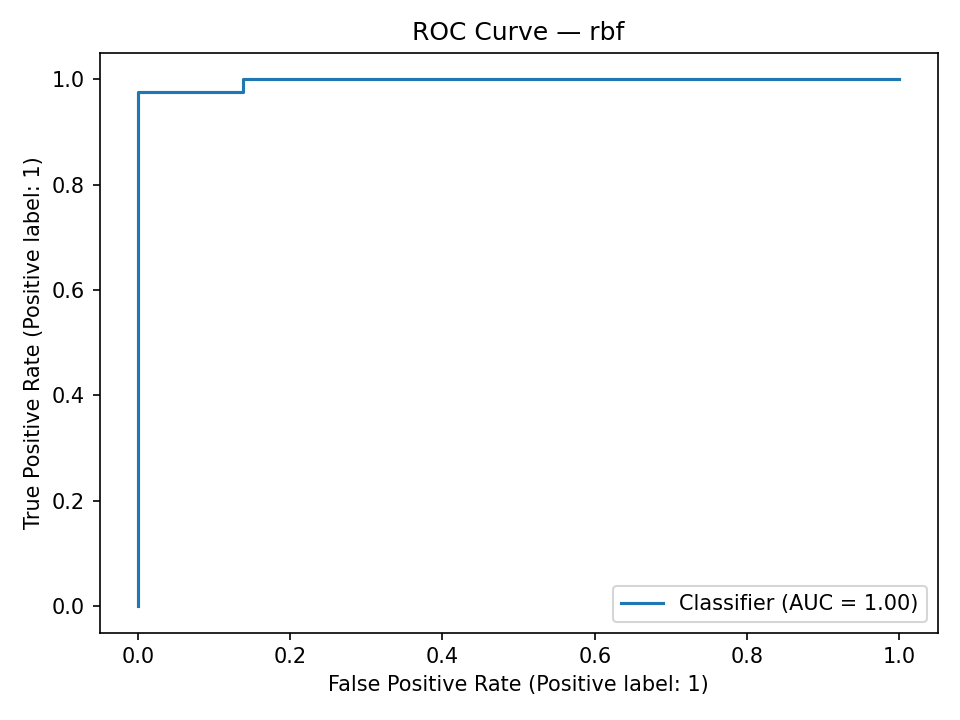 ROC Curve — rbf
True Positive Rate (Positive label: 1)
1.0
0.8
0.6
0.4
0.2
0.0
Classifier (AUC = 1.00)
0.0 0.2 0.4 0.6 0.8 1.0
False Positive Rate (Positive label: 1)